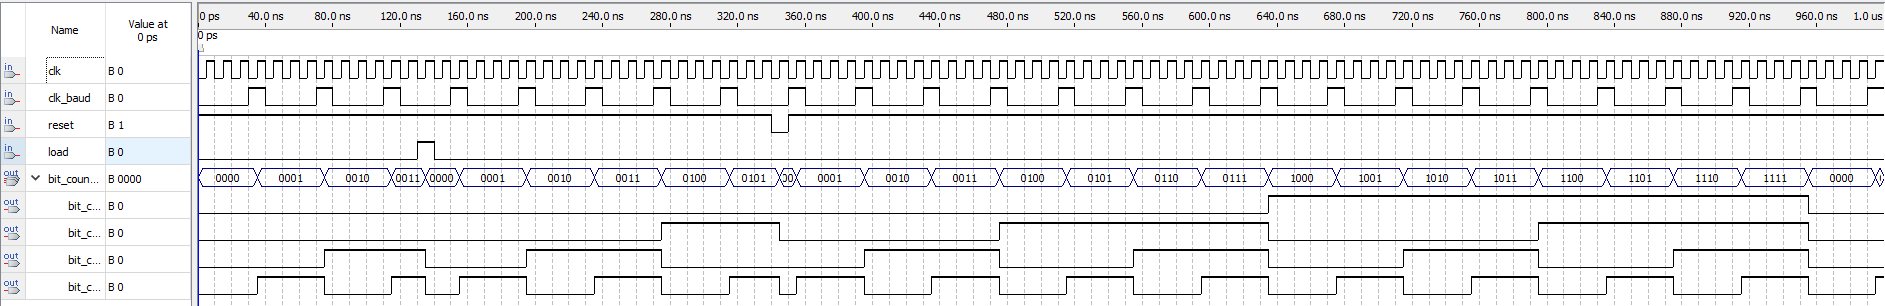 Name Value at 0 ps
0 ps 40.0 ns 80.0 ns 120.0 ns 160.0 ns 200.0 ns 240.0 ns 280.0 ns 320.0 ns 360.0 ns 400.0 ns 440.0 ns 480.0 ns 520.0 ns 560.0 ns 600.0 ns 640.0 ns 680.0 ns 720.0 ns 760.0 ns 800.0 ns 840.0 ns 880.0 ns 920.0 ns 960.0 ns 1.0 us
0 ps
in clk B 0
in clk_baud B 0
in reset B 1
in load B 0
out bit_coun... B 0000 0000 0001 0010 0011 0000 0001 0010 0011 0100 0101 00 0001 0010 0011 0100 0101 0110 0111 1000 1001 1010 1011 1100 1101 1110 1111 0000
out bit_c... B 0
out bit_c... B 0
out bit_c... B 0
out bit_c... B 0